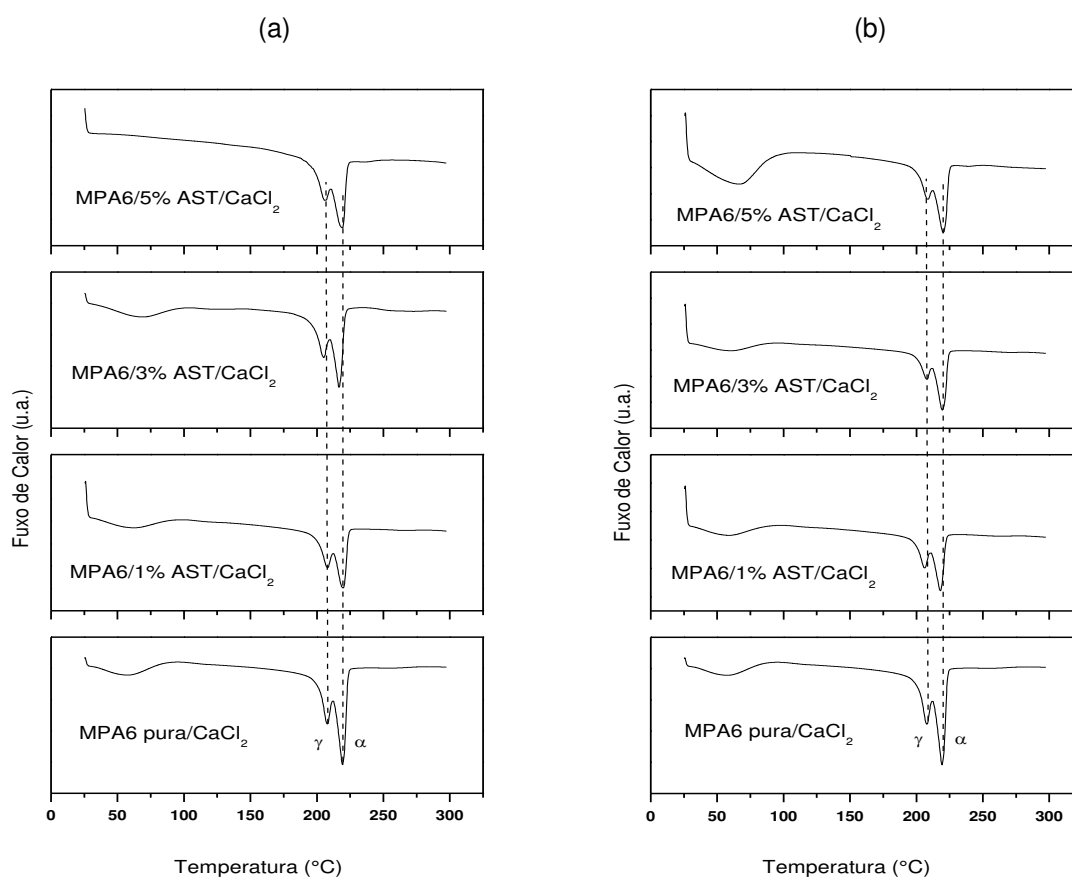 (a)
(b)
MPA6/5% AST/CaCl₂
MPA6/3% AST/CaCl₂
MPA6/1% AST/CaCl₂
MPA6 pura/CaCl₂
γ α
0 50 100 150 200 250 300
Temperatura (°C)
Fuxo de Calor (u.a.)
MPA6/5% AST/CaCl₂
MPA6/3% AST/CaCl₂
MPA6/1% AST/CaCl₂
MPA6 pura/CaCl₂
γ α
0 50 100 150 200 250 300
Temperatura (°C)
Fuxo de Calor (u.a.)